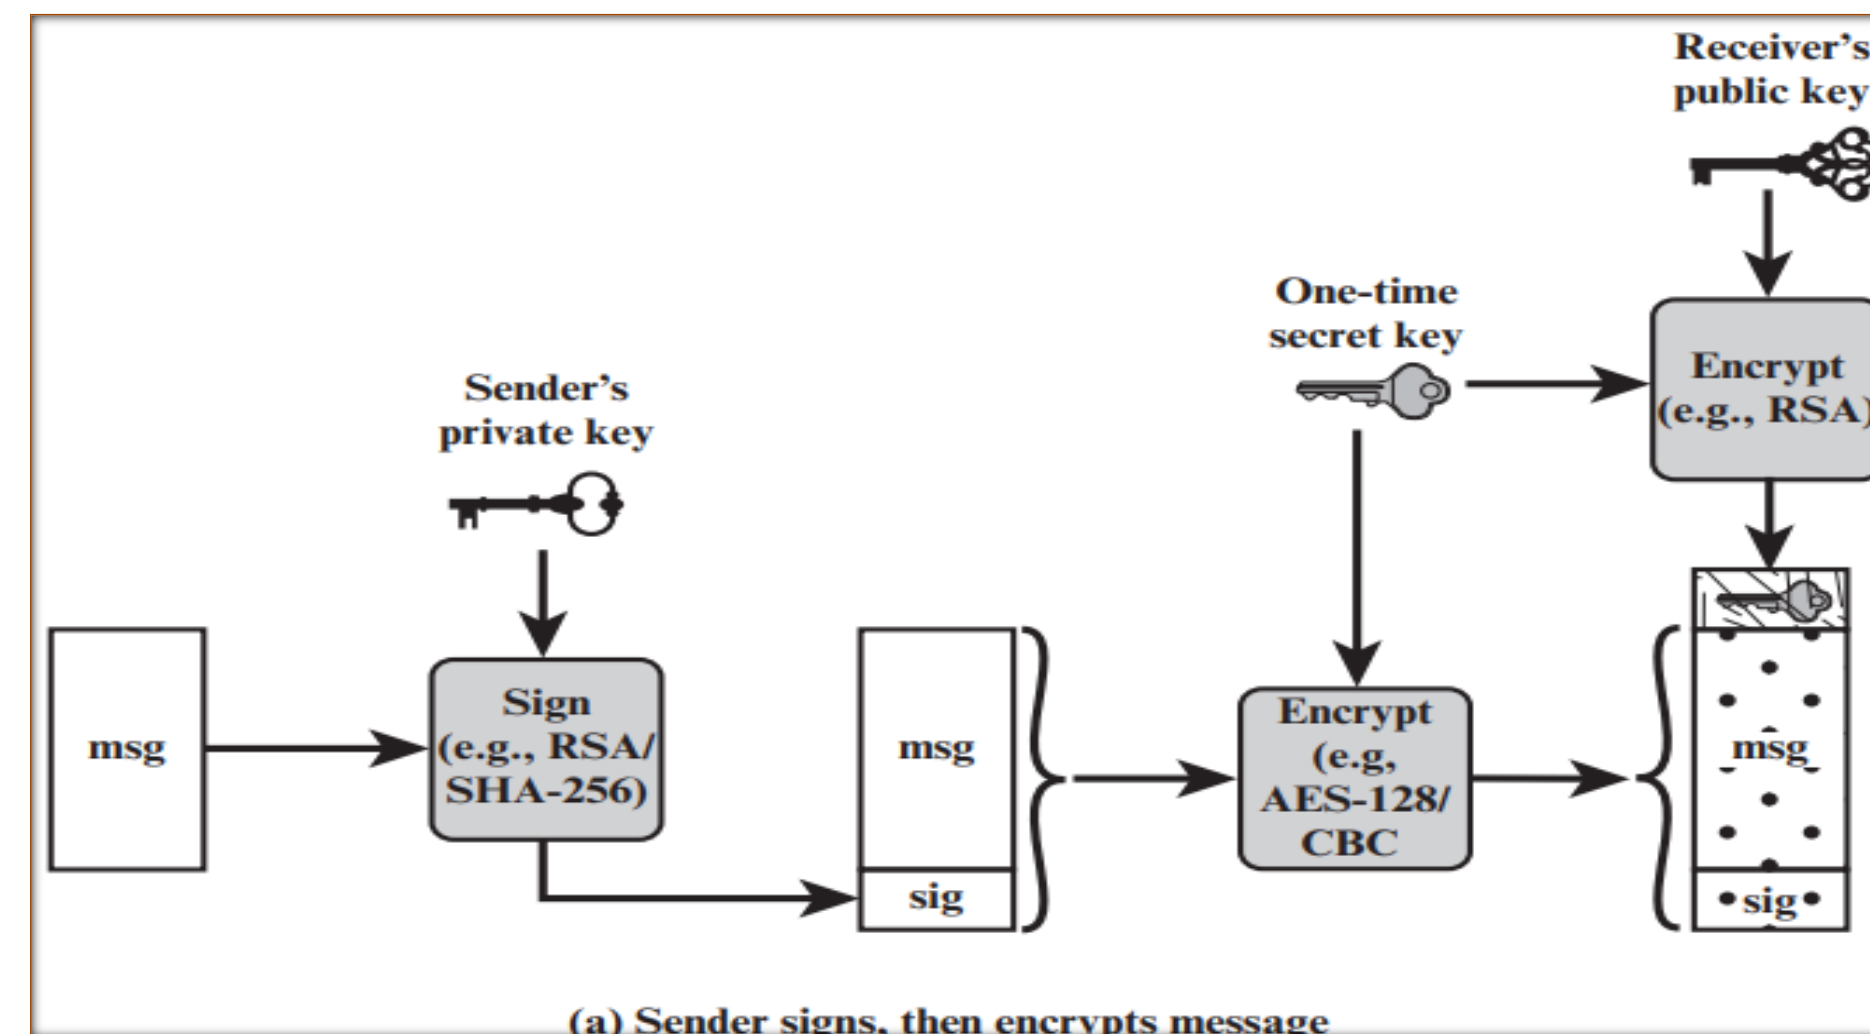 Receiver's
public key
One-time
secret key
Encrypt
(e.g., RSA)
Sender's
private key
Sign
(e.g., RSA/
SHA-256)
msg
msg
sig
Encrypt
(e.g,
AES-128/
CBC
msg
sig
(a) Sender signs, then encrypts message